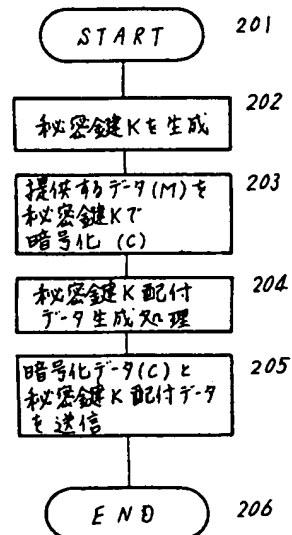 START 201
202
秘密鍵Kを生成
203
提供するデータ(M)を
秘密鍵Kで
暗号化 (C)
204
秘密鍵K配付
データ生成処理
205
暗号化データ(C)と
秘密鍵K配付データ
を送信
END 206